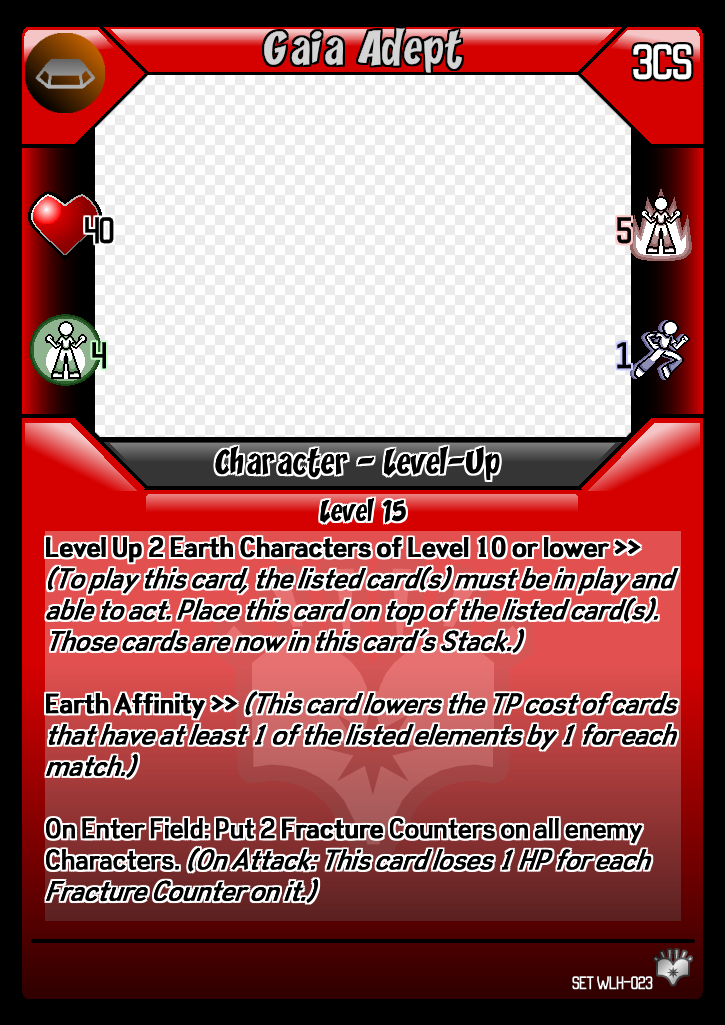 Gaia Adept
3CS
40
5
4
1
Character - Level-Up
Level 15
Level Up 2 Earth Characters of Level 10 or lower >>
(To play this card, the listed card(s) must be in play and
able to act. Place this card on top of the listed card(s).
Those cards are now in this card's Stack.)
Earth Affinity >> (This card lowers the TP cost of cards
that have at least 1 of the listed elements by 1 for each
match.)
On Enter Field: Put 2 Fracture Counters on all enemy
Characters. (On Attack: This card loses 1 HP for each
Fracture Counter on it.)
SET WLH-023